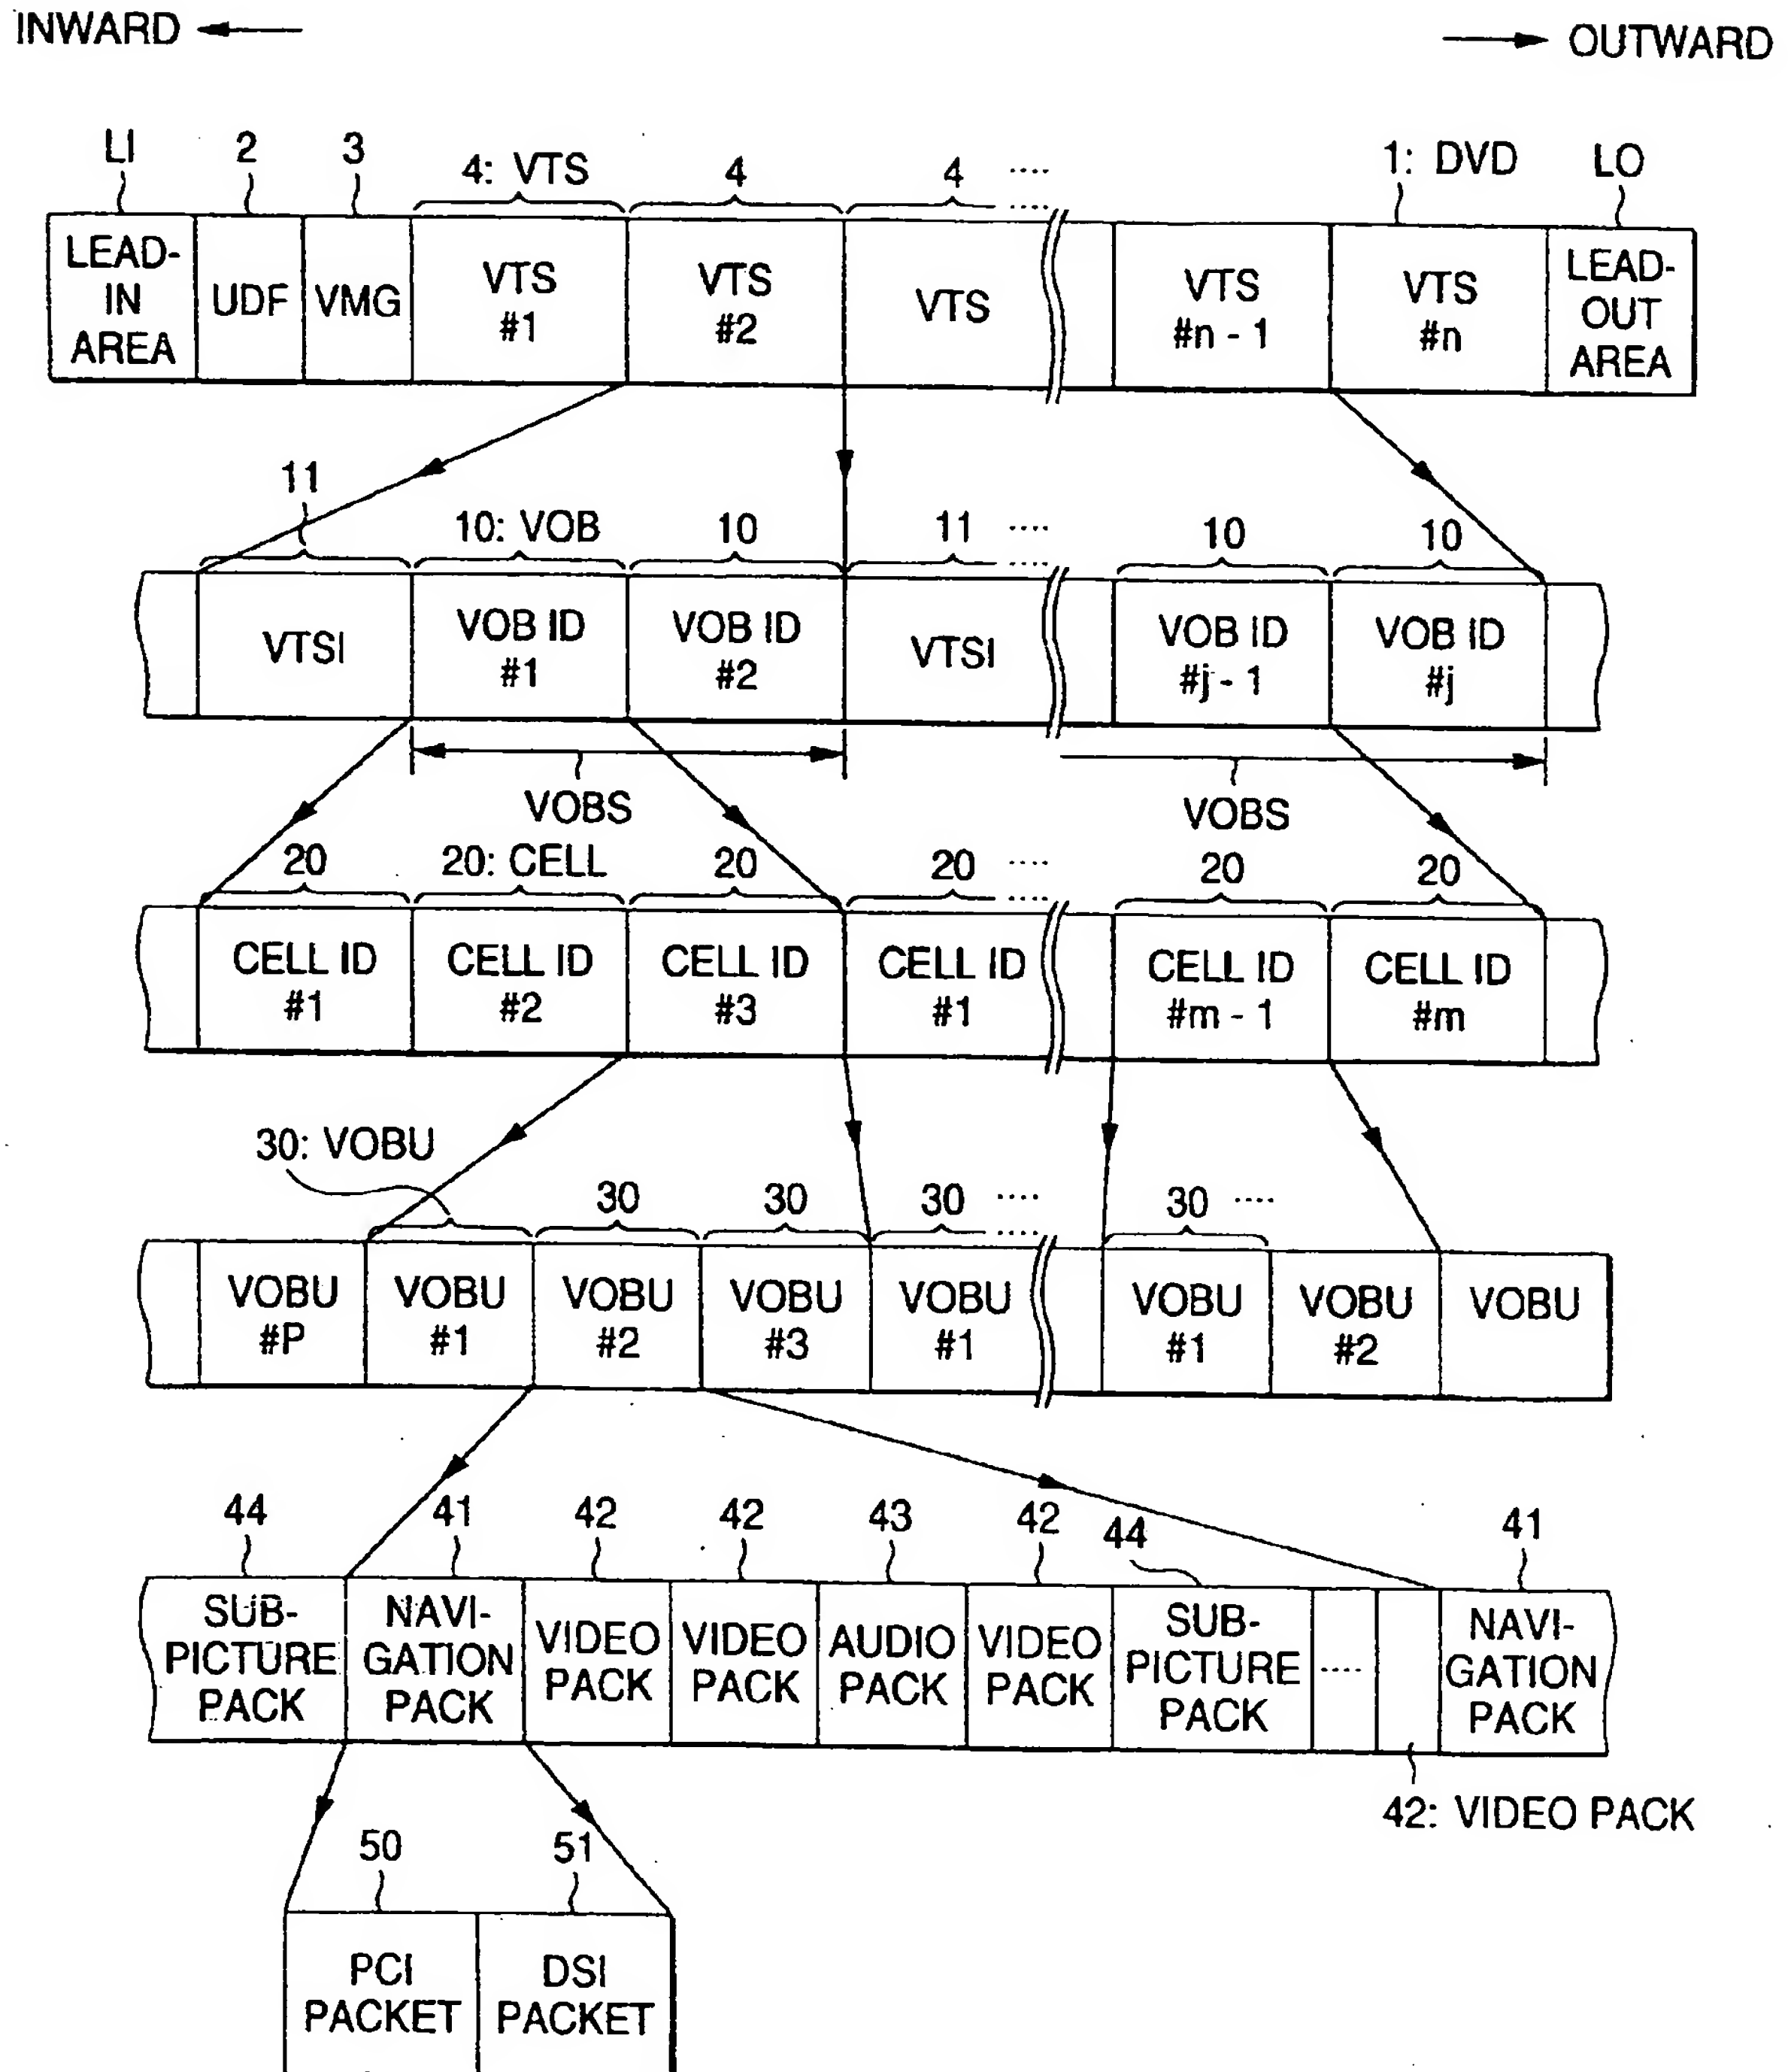 INWARD
OUTWARD
LI 2 3 4: VTS 4 4 ···· 1: DVD LO
LEAD-
IN
AREA
UDF
VMG
VTS
#1
VTS
#2
VTS
VTS
#n - 1
VTS
#n
LEAD-
OUT
AREA
11 10: VOB 10 11 ···· 10 10
VTSI
VOB ID
#1
VOB ID
#2
VTSI
VOB ID
#j - 1
VOB ID
#j
VOBS
VOBS
20 20: CELL 20 20 ···· 20 20
CELL ID
#1
CELL ID
#2
CELL ID
#3
CELL ID
#1
CELL ID
#m - 1
CELL ID
#m
30: VOBU 30 30 30 ···· 30 ····
VOBU
#P
VOBU
#1
VOBU
#2
VOBU
#3
VOBU
#1
VOBU
#1
VOBU
#2
VOBU
44 41 42 42 43 42 44 41
SUB-
PICTURE
PACK
NAVI-
GATION
PACK
VIDEO
PACK
VIDEO
PACK
AUDIO
PACK
VIDEO
PACK
SUB-
PICTURE
PACK
····
NAVI-
GATION
PACK
42: VIDEO PACK
50 51
PCI
PACKET
DSI
PACKET